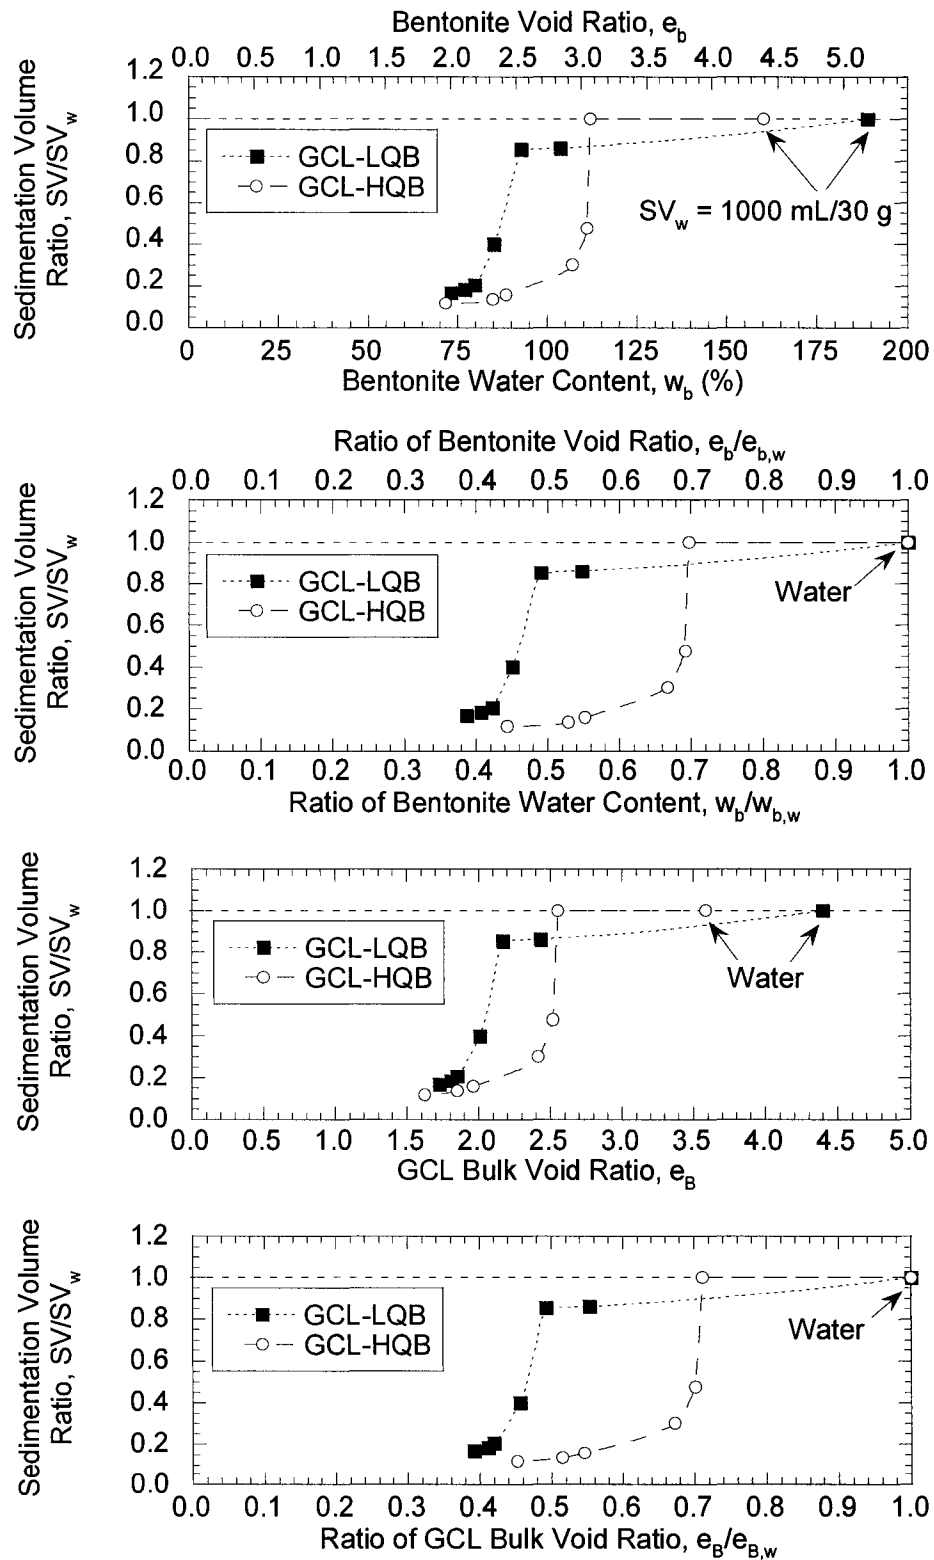 Bentonite Void Ratio, e_b
0.0 0.5 1.0 1.5 2.0 2.5 3.0 3.5 4.0 4.5 5.0
Sedimentation Volume
Ratio, SV/SV_w
1.2
1.0
0.8
0.6
0.4
0.2
0.0
GCL-LQB
GCL-HQB
SV_w = 1000 mL/30 g
0 25 50 75 100 125 150 175 200
Bentonite Water Content, w_b (%)
Ratio of Bentonite Void Ratio, e_b/e_b,w
0.0 0.1 0.2 0.3 0.4 0.5 0.6 0.7 0.8 0.9 1.0
Sedimentation Volume
Ratio, SV/SV_w
1.2
1.0
0.8
0.6
0.4
0.2
0.0
GCL-LQB
GCL-HQB
Water
0.0 0.1 0.2 0.3 0.4 0.5 0.6 0.7 0.8 0.9 1.0
Ratio of Bentonite Water Content, w_b/w_b,w
Sedimentation Volume
Ratio, SV/SV_w
1.2
1.0
0.8
0.6
0.4
0.2
0.0
GCL-LQB
GCL-HQB
Water
0.0 0.5 1.0 1.5 2.0 2.5 3.0 3.5 4.0 4.5 5.0
GCL Bulk Void Ratio, e_B
Sedimentation Volume
Ratio, SV/SV_w
1.2
1.0
0.8
0.6
0.4
0.2
0.0
GCL-LQB
GCL-HQB
Water
0.0 0.1 0.2 0.3 0.4 0.5 0.6 0.7 0.8 0.9 1.0
Ratio of GCL Bulk Void Ratio, e_B/e_B,w